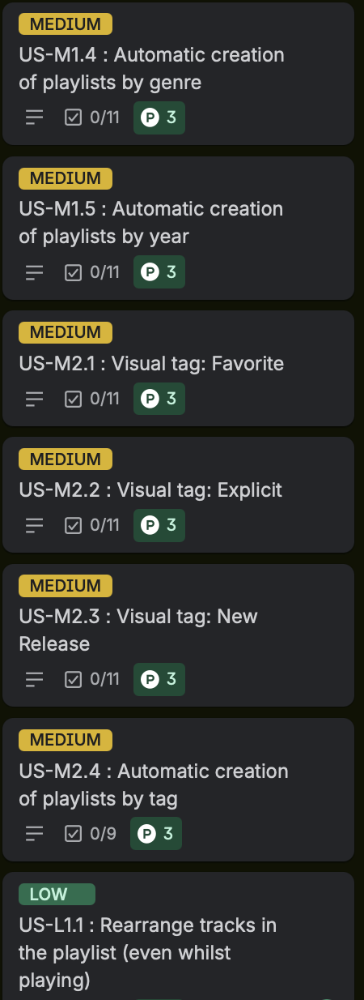 MEDIUM
US-M1.4 : Automatic creation
of playlists by genre
0/11 P 3
MEDIUM
US-M1.5 : Automatic creation
of playlists by year
0/11 P 3
MEDIUM
US-M2.1 : Visual tag: Favorite
0/11 P 3
MEDIUM
US-M2.2 : Visual tag: Explicit
0/11 P 3
MEDIUM
US-M2.3 : Visual tag: New
Release
0/11 P 3
MEDIUM
US-M2.4 : Automatic creation
of playlists by tag
0/9 P 3
LOW
US-L1.1 : Rearrange tracks in
the playlist (even whilst
playing)